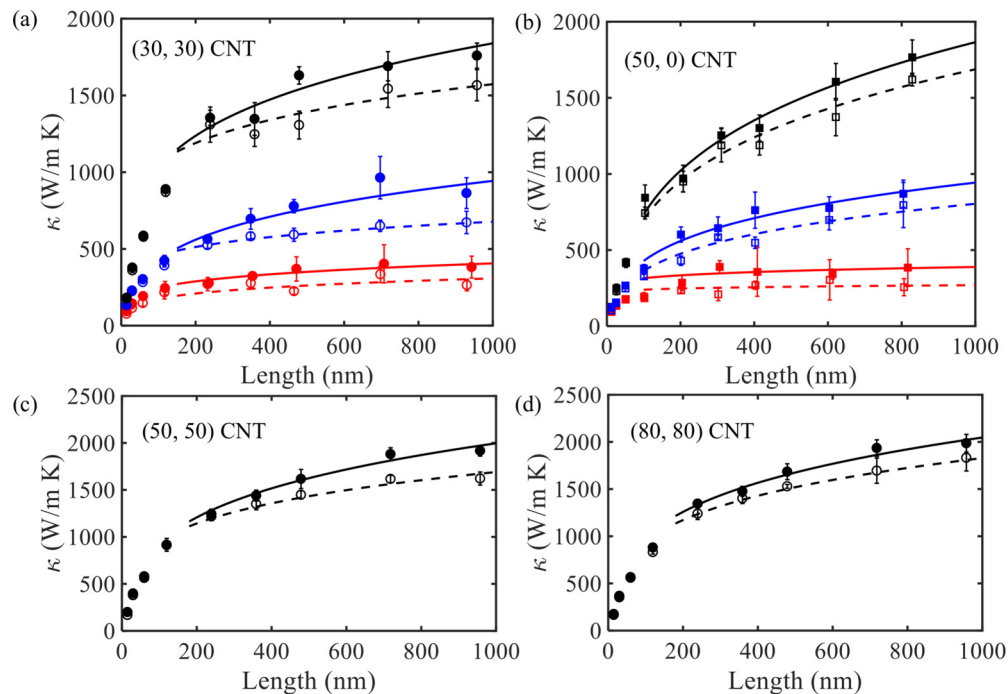 (a)
(30, 30) CNT
κ (W/m K)
2000
1500
1000
500
0
0 200 400 600 800 1000
Length (nm)
(b)
(50, 0) CNT
κ (W/m K)
2000
1500
1000
500
0
0 200 400 600 800 1000
Length (nm)
(c)
(50, 50) CNT
κ (W/m K)
2500
2000
1500
1000
500
0
0 200 400 600 800 1000
Length (nm)
(d)
(80, 80) CNT
κ (W/m K)
2500
2000
1500
1000
500
0
0 200 400 600 800 1000
Length (nm)